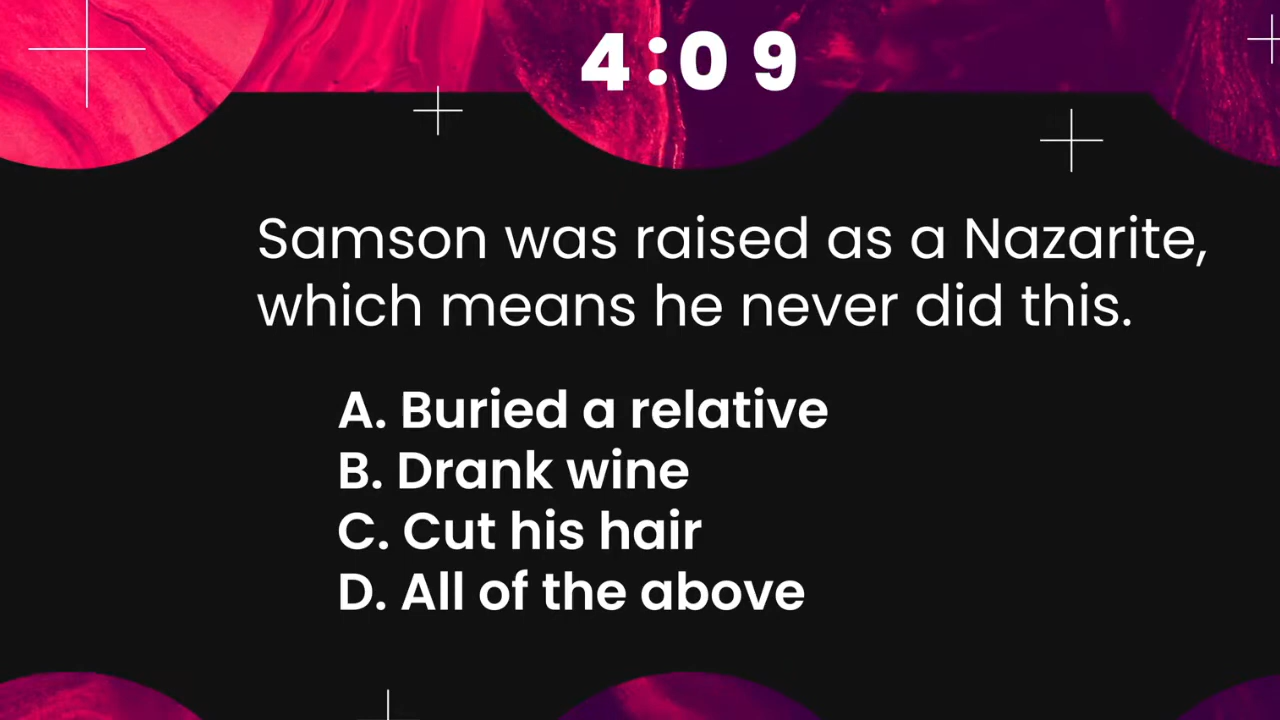 4:09
Samson was raised as a Nazarite,
which means he never did this.
A. Buried a relative
B. Drank wine
C. Cut his hair
D. All of the above